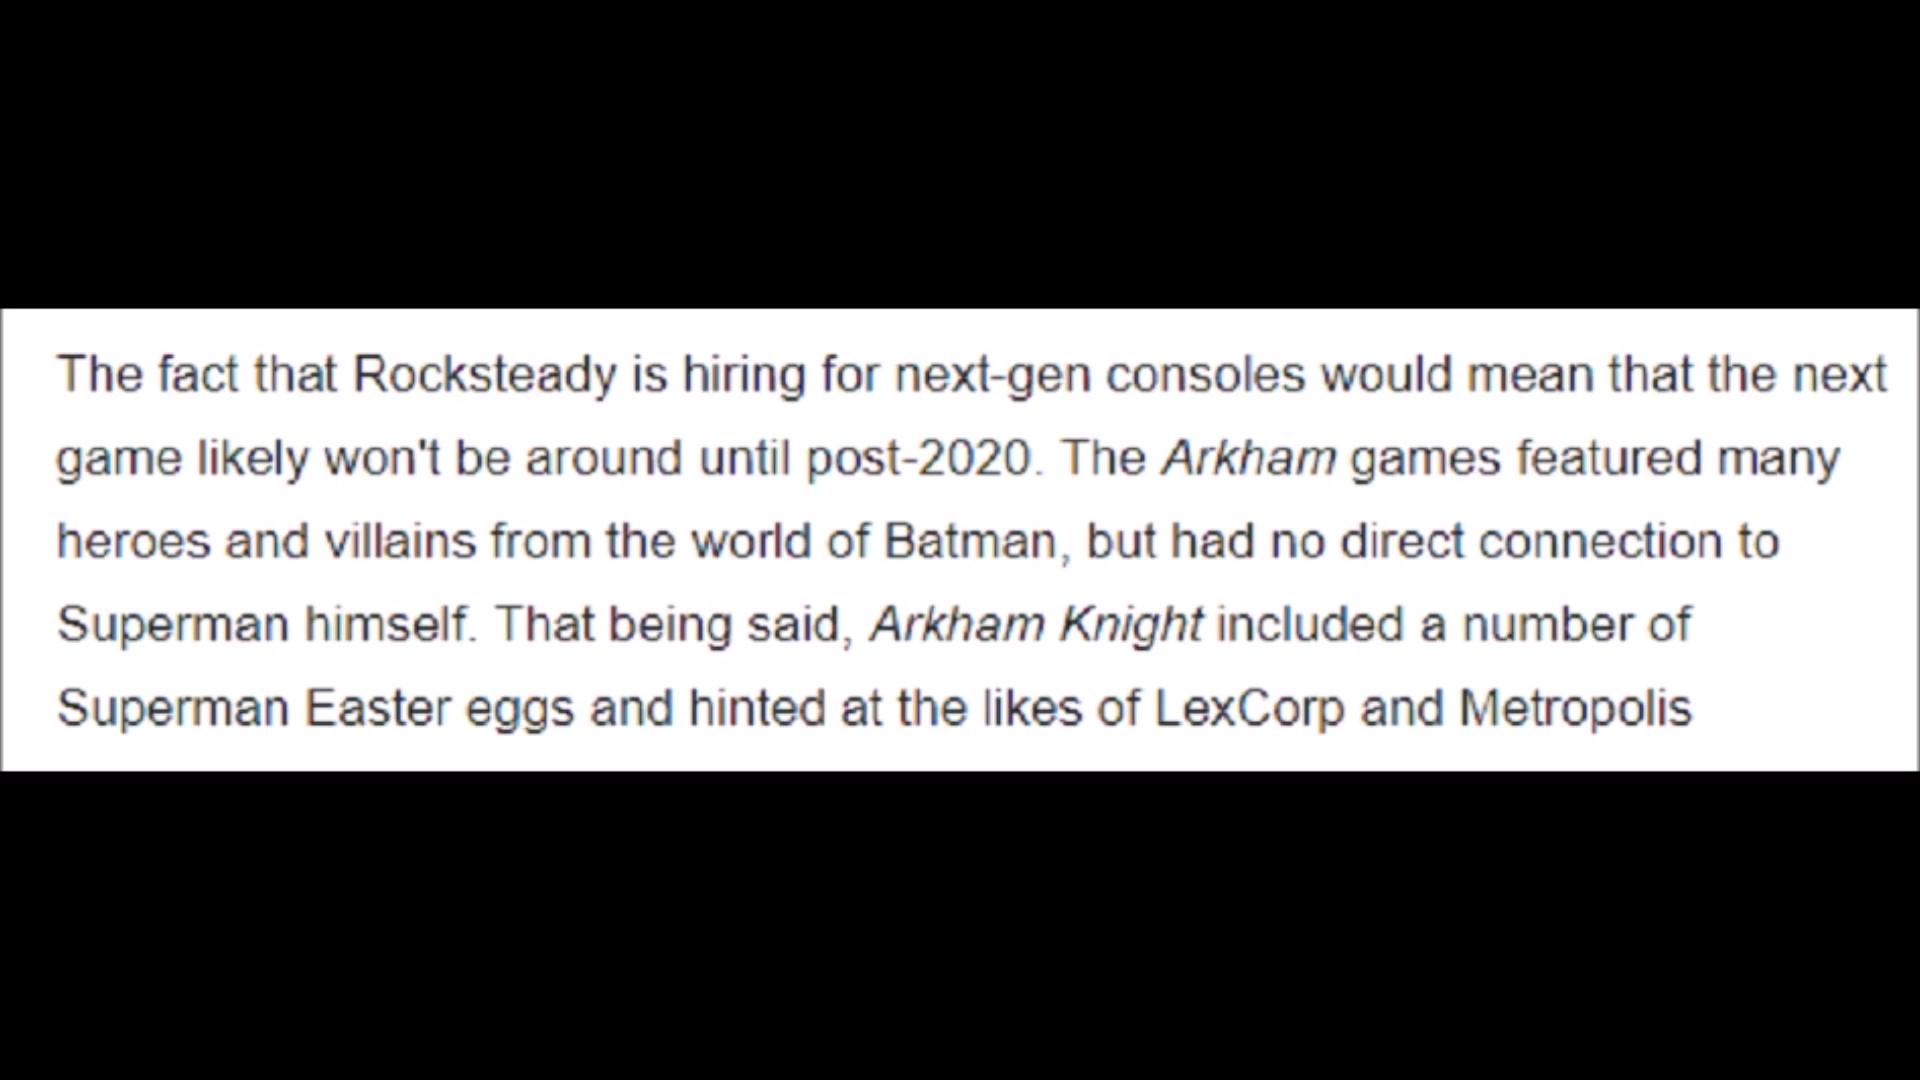 The fact that Rocksteady is hiring for next-gen consoles would mean that the next
game likely won't be around until post-2020. The Arkham games featured many
heroes and villains from the world of Batman, but had no direct connection to
Superman himself. That being said, Arkham Knight included a number of
Superman Easter eggs and hinted at the likes of LexCorp and Metropolis